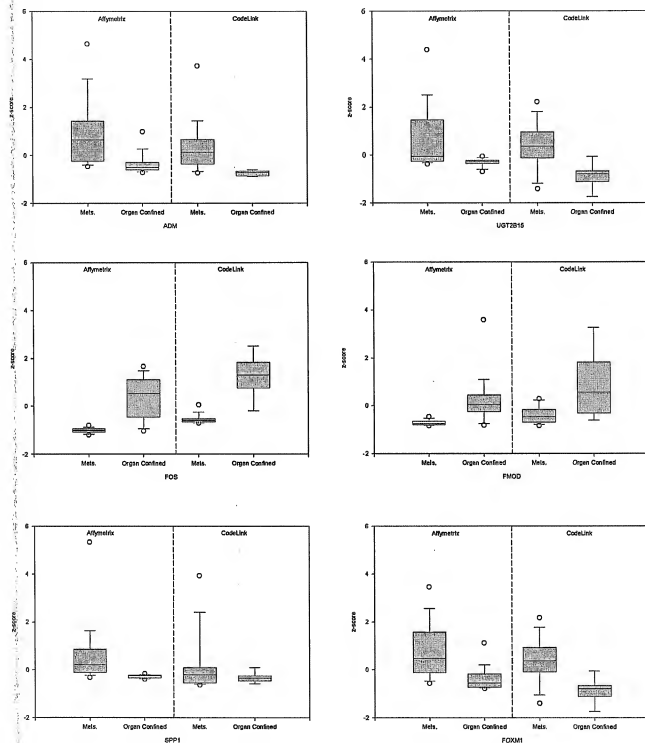 Affymetrix CodeLink
6
4
2
0
-2
z-score
Mets. Organ Confined Mets. Organ Confined
ADM
Affymetrix CodeLink
6
4
2
0
-2
z-score
Mets. Organ Confined Mets. Organ Confined
UGT2B15
Affymetrix CodeLink
6
4
2
0
-2
z-score
Mets. Organ Confined Mets. Organ Confined
FOS
Affymetrix CodeLink
6
4
2
0
-2
z-score
Mets. Organ Confined Mets. Organ Confined
FMOD
Affymetrix CodeLink
6
4
2
0
-2
z-score
Mets. Organ Confined Mets. Organ Confined
SPP1
Affymetrix CodeLink
6
4
2
0
-2
z-score
Mets. Organ Confined Mets. Organ Confined
FOXM1